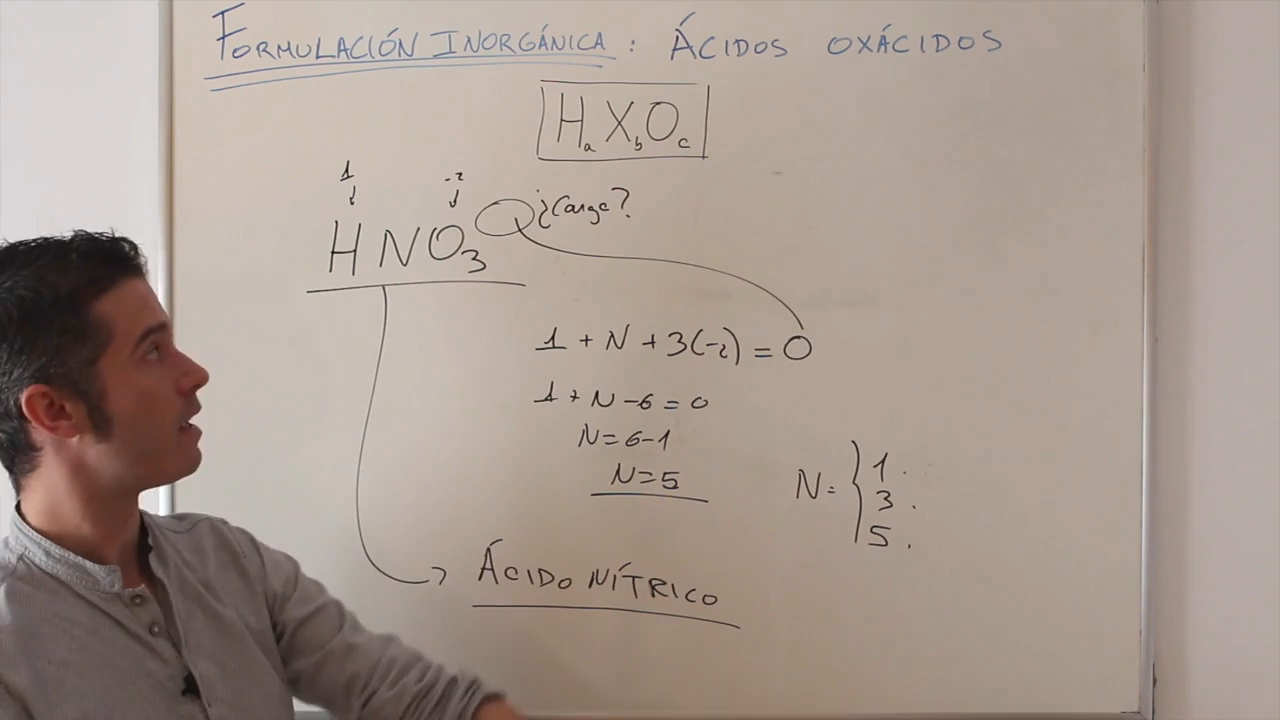 FORMULACIÓN INORGÁNICA : ÁCIDOS OXÁCIDOS
HaXbOc
1 -2
HNO3 ¿Carga?
1 + N + 3(-2) = 0
1 + N - 6 = 0
N = 6-1
N = 5
N = { 1 .
3 .
5 .
ÁCIDO NÍTRICO